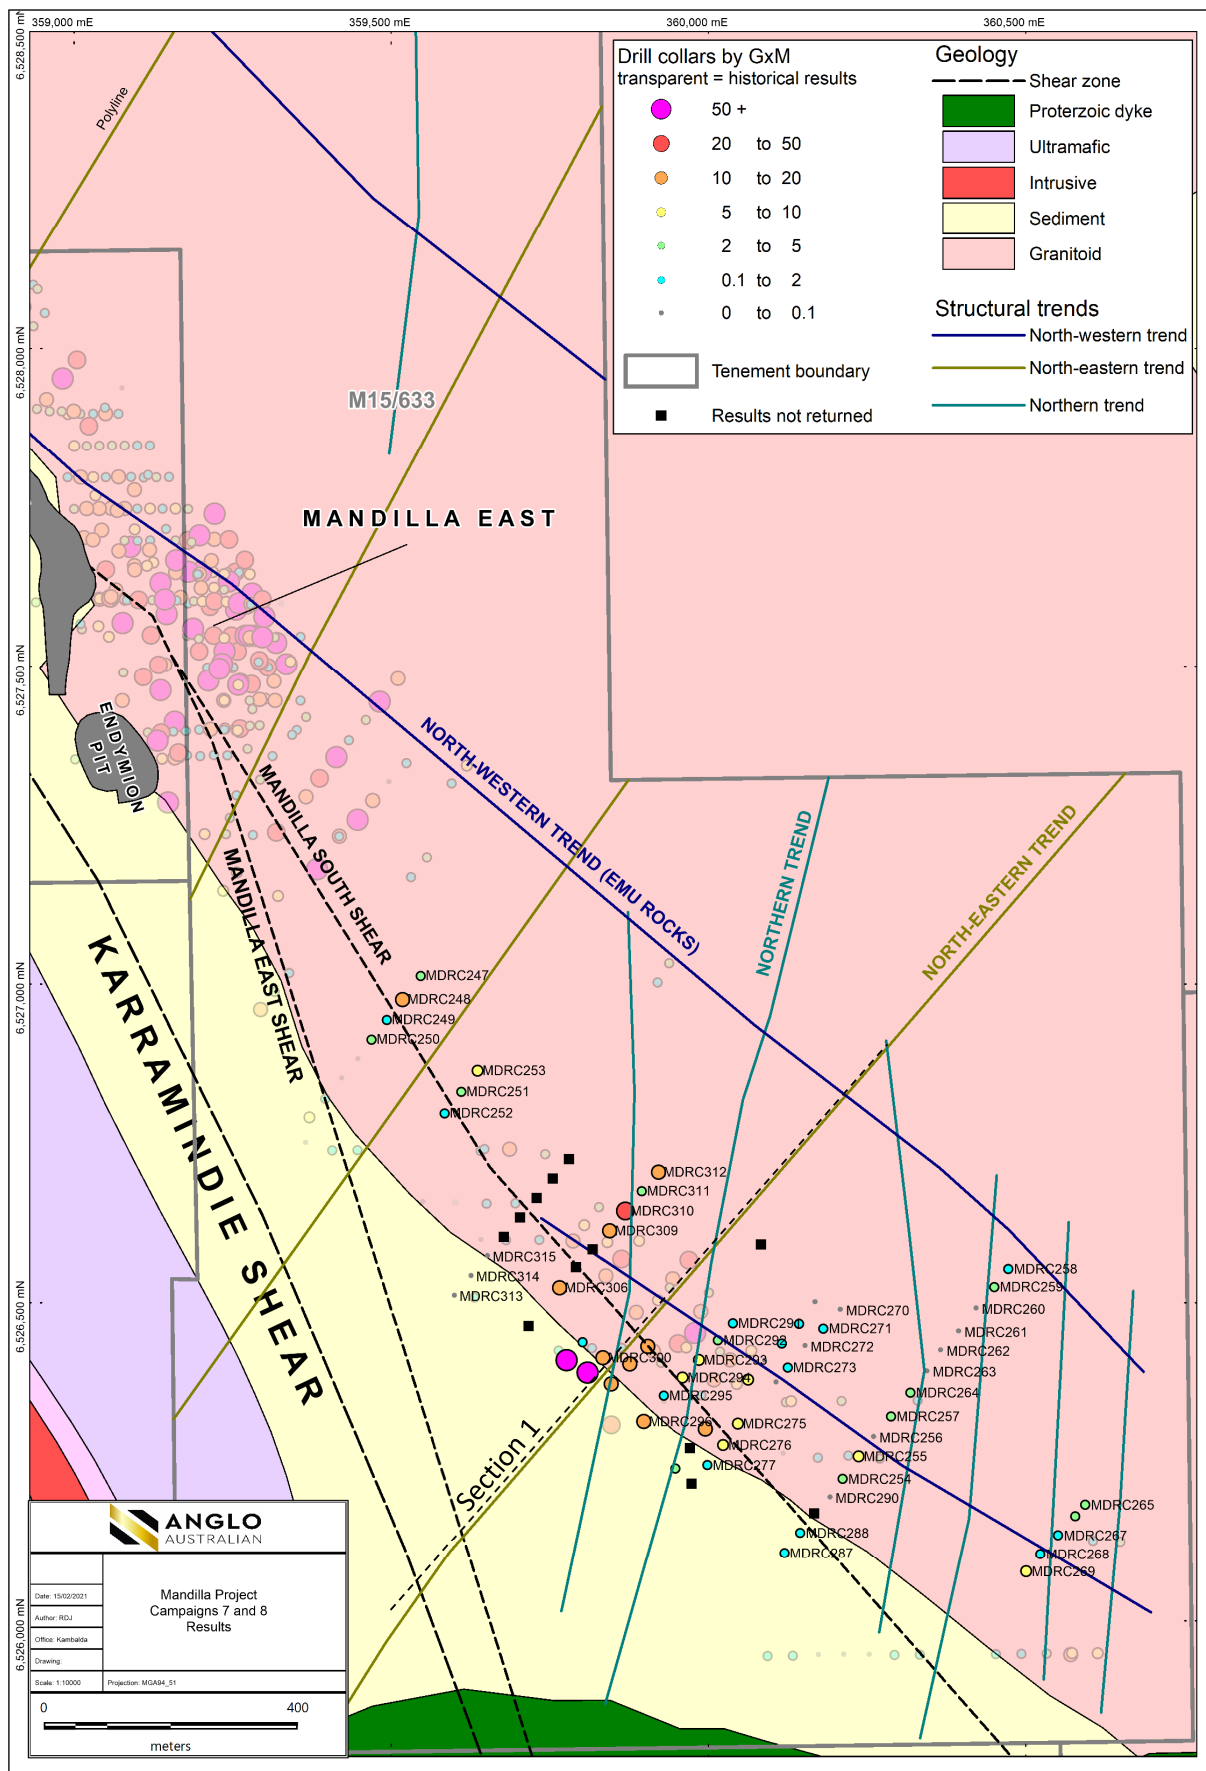 359,000 mE
359,500 mE
360,000 mE
360,500 mE
6,528,500 mN
6,528,000 mN
6,527,500 mN
6,527,000 mN
6,526,500 mN
6,526,000 mN
Drill collars by GxM
transparent = historical results
50 +
20 to 50
10 to 20
5 to 10
2 to 5
0.1 to 2
0 to 0.1
Tenement boundary
Results not returned
Geology
Shear zone
Proterzoic dyke
Ultramafic
Intrusive
Sediment
Granitoid
Structural trends
North-western trend
North-eastern trend
Northern trend
Polyline
M15/633
MANDILLA EAST
ENDYMION
PIT
MANDILLA SOUTH SHEAR
MANDILLA EAST SHEAR
KARRAMINDIE SHEAR
NORTH-WESTERN TREND (EMU ROCKS)
NORTHERN TREND
NORTH-EASTERN TREND
MDRC247
MDRC248
MDRC249
MDRC250
MDRC253
MDRC251
MDRC252
MDRC312
MDRC311
MDRC310
MDRC309
MDRC315
MDRC314
MDRC313
MDRC306
MDRC258
MDRC259
MDRC260
MDRC261
MDRC262
MDRC263
MDRC264
MDRC257
MDRC256
MDRC255
MDRC254
MDRC290
MDRC270
MDRC271
MDRC272
MDRC273
MDRC291
MDRC292
MDRC293
MDRC294
MDRC295
MDRC300
MDRC296
MDRC275
MDRC276
MDRC277
MDRC288
MDRC287
MDRC265
MDRC267
MDRC268
MDRC269
Section 1
ANGLO
AUSTRALIAN
Date: 15/02/2021
Author: RDJ
Office: Kambalda
Drawing:
Scale: 1:10000
Projection: MGA94_51
Mandilla Project
Campaigns 7 and 8
Results
0 400
meters